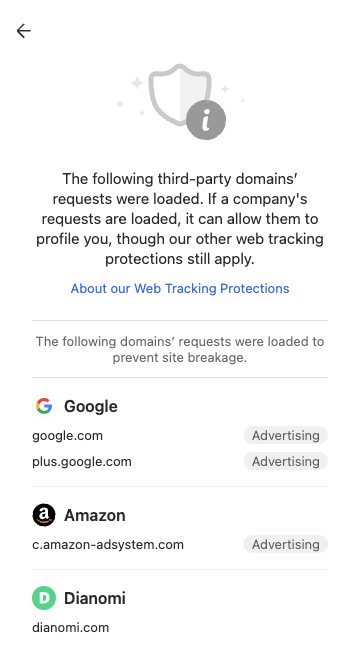 The following third-party domains’
requests were loaded. If a company's
requests are loaded, it can allow them to
profile you, though our other web tracking
protections still apply.
About our Web Tracking Protections
The following domains’ requests were loaded to
prevent site breakage.
Google
google.com Advertising
plus.google.com Advertising
Amazon
c.amazon-adsystem.com Advertising
D Dianomi
dianomi.com